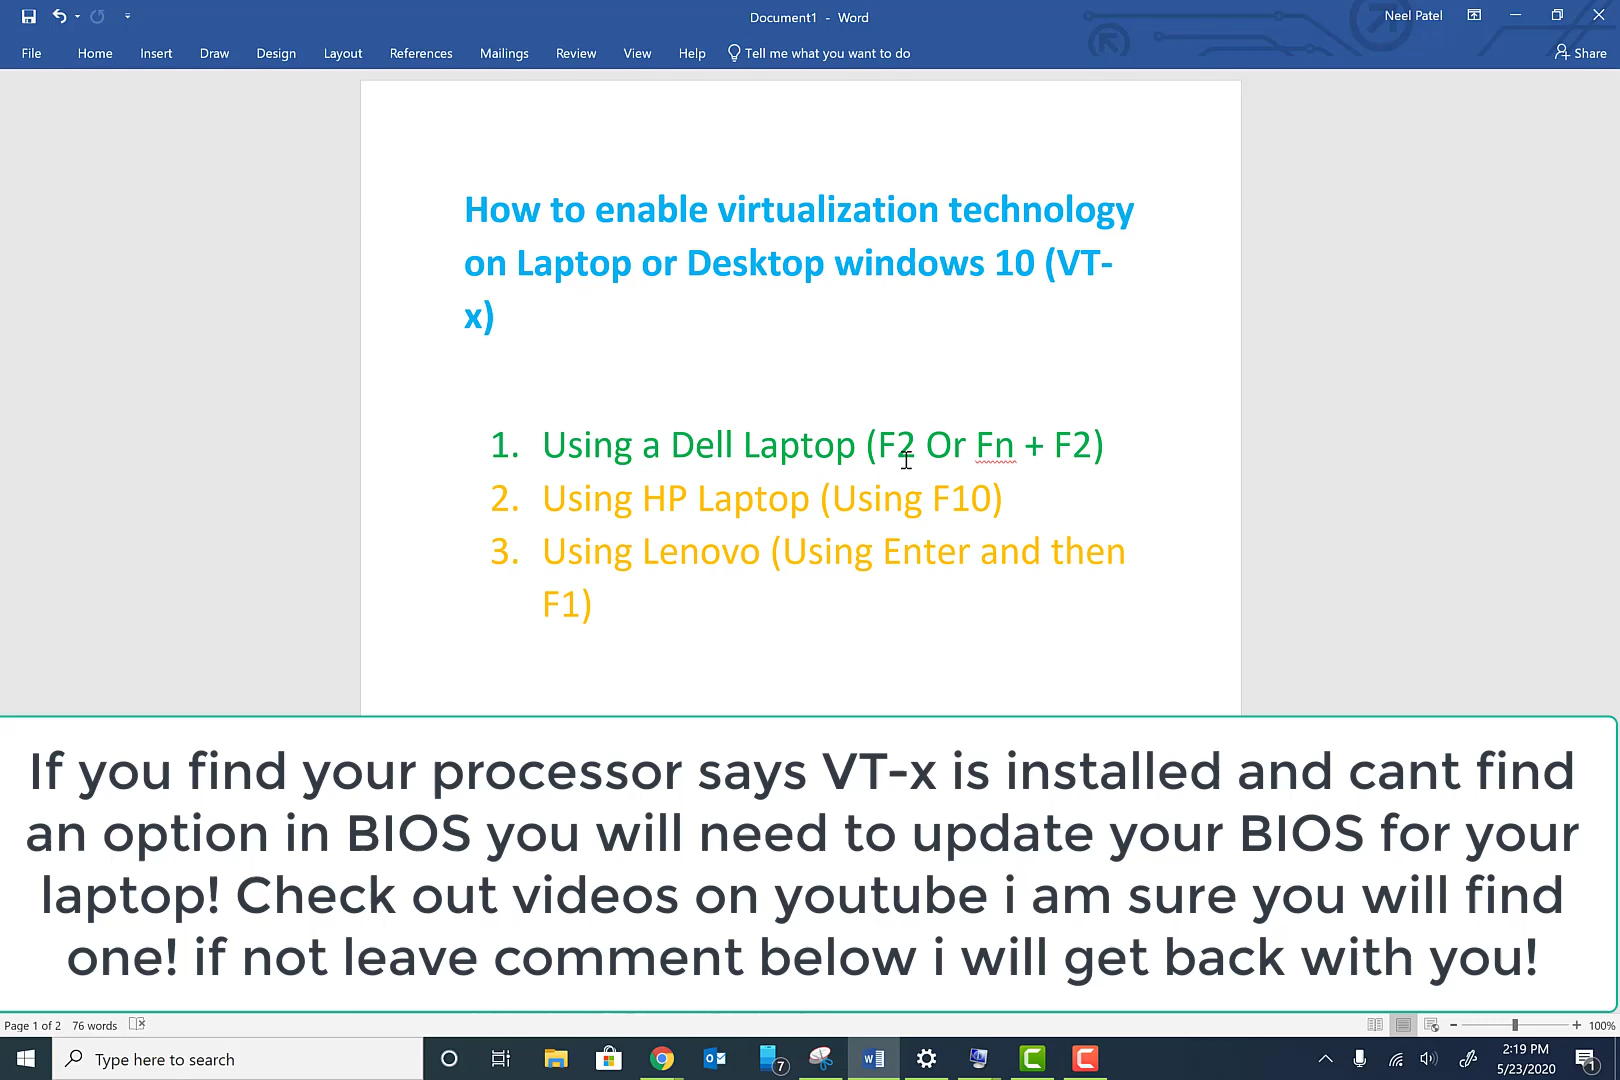 Document1 - Word
Neel Patel
File Home Insert Draw Design Layout References Mailings Review View Help Tell me what you want to do
Share
How to enable virtualization technology
on Laptop or Desktop windows 10 (VT-
x)
1. Using a Dell Laptop (F2 Or Fn + F2)
2. Using HP Laptop (Using F10)
3. Using Lenovo (Using Enter and then
F1)
If you find your processor says VT-x is installed and cant find
an option in BIOS you will need to update your BIOS for your
laptop! Check out videos on youtube i am sure you will find
one! if not leave comment below i will get back with you!
Page 1 of 2 76 words
100%
Type here to search
7
2:19 PM
5/23/2020
1